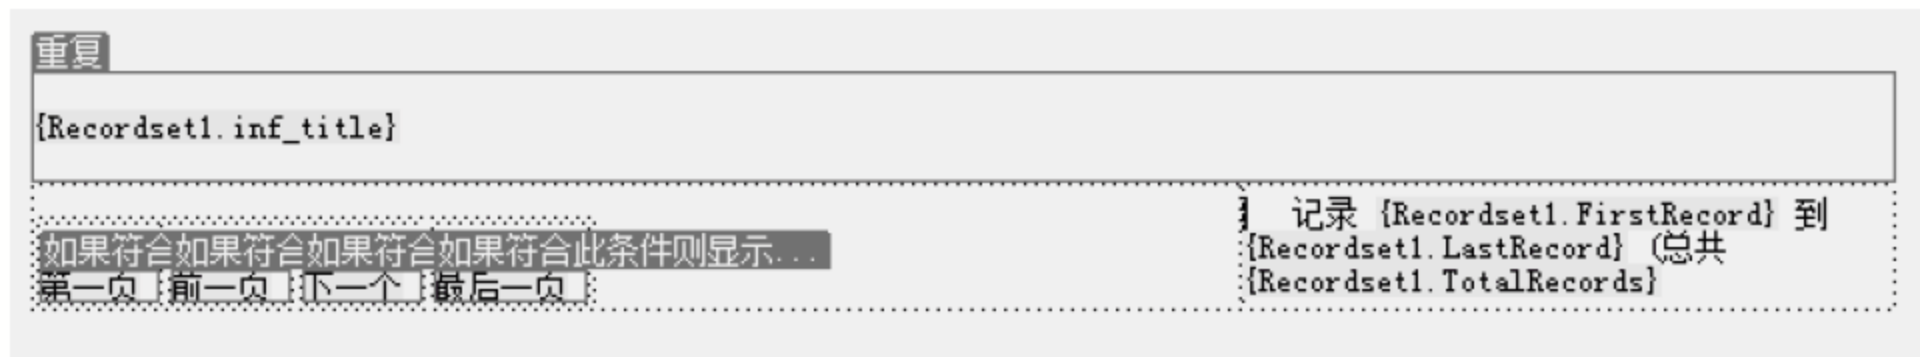 重复
{Recordset1.inf_title}
如果符合如果符合如果符合如果符合此条件则显示...
第一页 前一页 下一个 最后一页
记录 {Recordset1.FirstRecord} 到
{Recordset1.LastRecord} (总共
{Recordset1.TotalRecords}